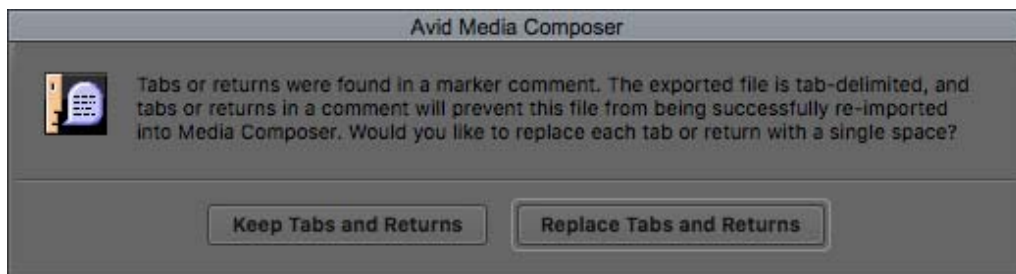 Avid Media Composer
Tabs or returns were found in a marker comment. The exported file is tab-delimited, and
tabs or returns in a comment will prevent this file from being successfully re-imported
into Media Composer. Would you like to replace each tab or return with a single space?
Keep Tabs and Returns
Replace Tabs and Returns